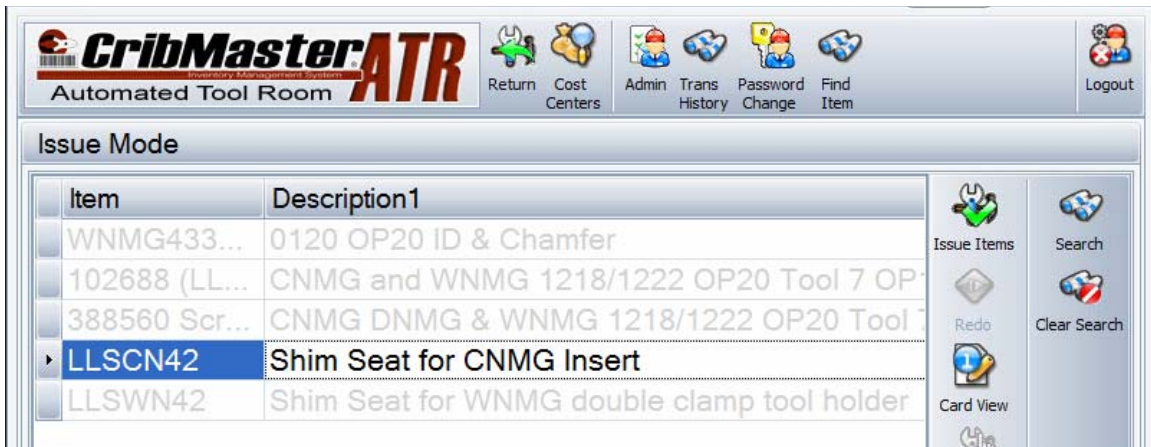 CribMaster ATR
Inventory Management System
Automated Tool Room
Return
Cost Centers
Admin
Trans History
Password Change
Find Item
Logout
Issue Mode
Item Description1
WNMG433... 0120 OP20 ID & Chamfer
102688 (LL... CNMG and WNMG 1218/1222 OP20 Tool 7 OP
388560 Scr... CNMG DNMG & WNMG 1218/1222 OP20 Tool
LLSCN42 Shim Seat for CNMG Insert
LLSWN42 Shim Seat for WNMG double clamp tool holder
Issue Items
Search
Redo
Clear Search
Card View